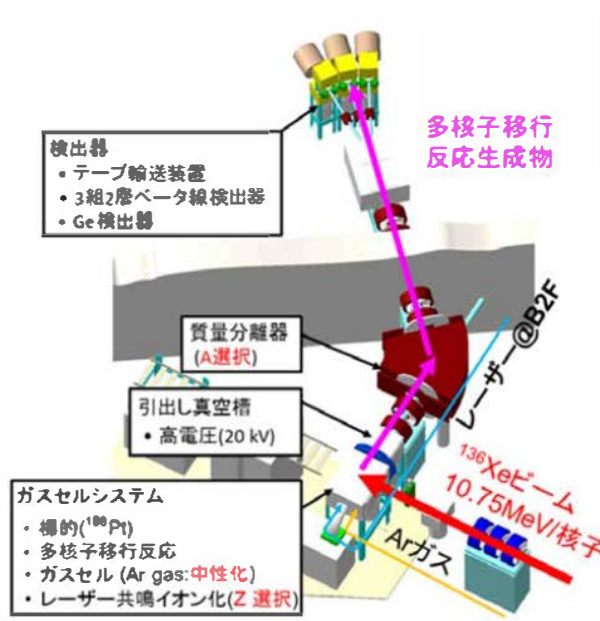 多核子移行
反応生成物
検出器
• テープ輸送装置
• 3組2層ベータ線検出器
• Ge検出器
質量分離器
(A選択)
レーザー@B2F
引出し真空槽
• 高電圧(20 kV)
¹³⁶Xeビーム
10.75MeV/核子
Arガス
ガスセルシステム
• 標的(¹⁹⁸Pt)
• 多核子移行反応
• ガスセル (Ar gas:中性化)
• レーザー共鳴イオン化(Z 選択)